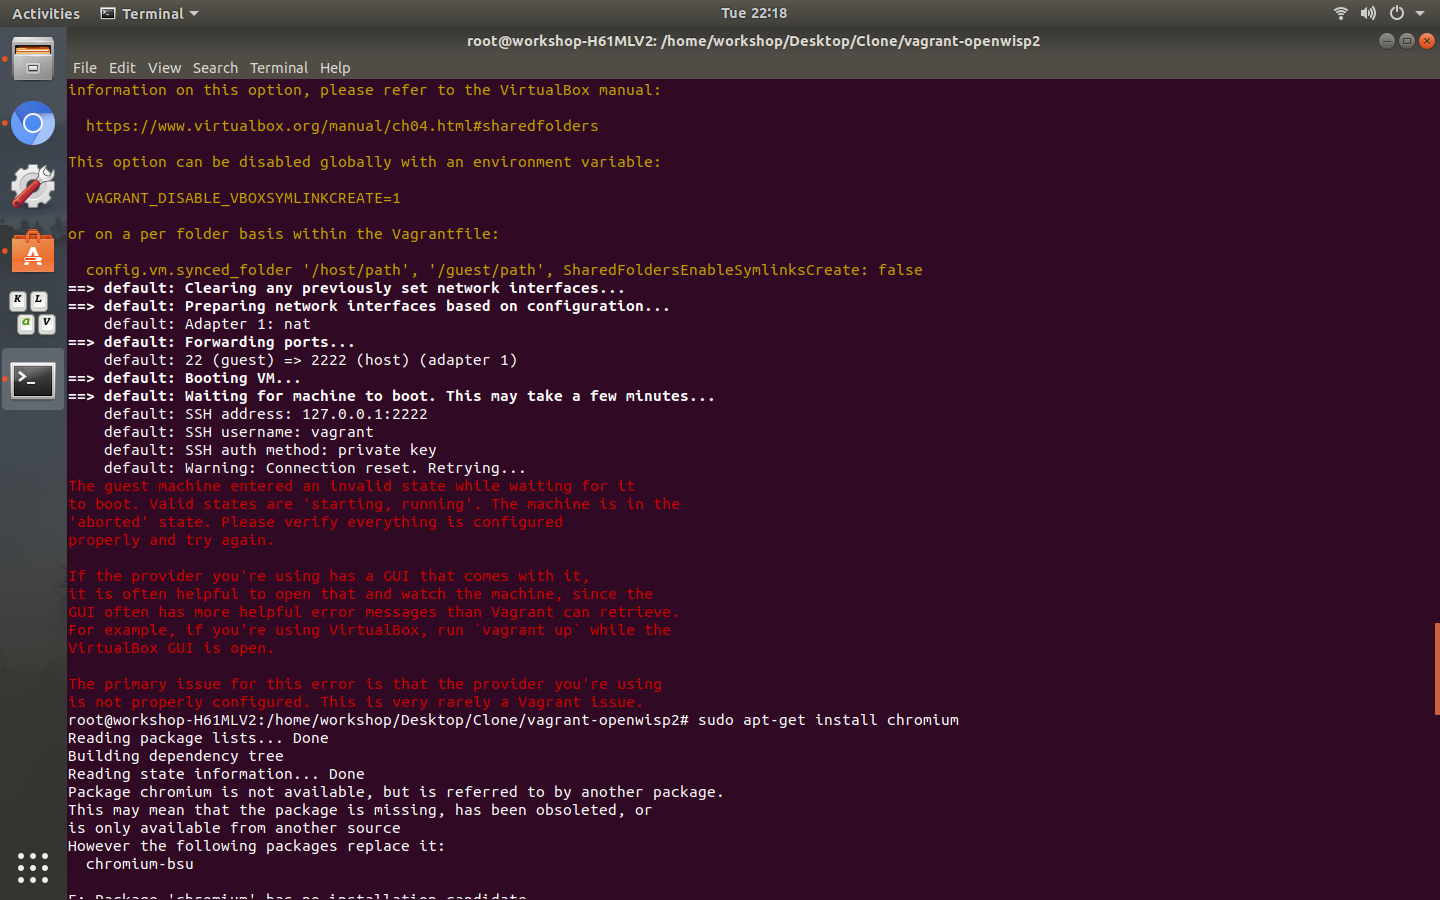 Activities
Terminal
Tue 22:18
root@workshop-H61MLV2: /home/workshop/Desktop/Clone/vagrant-openwisp2
File Edit View Search Terminal Help
information on this option, please refer to the VirtualBox manual:
https://www.virtualbox.org/manual/ch04.html#sharedfolders
This option can be disabled globally with an environment variable:
VAGRANT_DISABLE_VBOXSYMLINKCREATE=1
or on a per folder basis within the Vagrantfile:
config.vm.synced_folder '/host/path', '/guest/path', SharedFoldersEnableSymlinksCreate: false
==> default: Clearing any previously set network interfaces...
==> default: Preparing network interfaces based on configuration...
default: Adapter 1: nat
==> default: Forwarding ports...
default: 22 (guest) => 2222 (host) (adapter 1)
==> default: Booting VM...
==> default: Waiting for machine to boot. This may take a few minutes...
default: SSH address: 127.0.0.1:2222
default: SSH username: vagrant
default: SSH auth method: private key
default: Warning: Connection reset. Retrying...
The guest machine entered an invalid state while waiting for it
to boot. Valid states are 'starting, running'. The machine is in the
'aborted' state. Please verify everything is configured
properly and try again.
If the provider you're using has a GUI that comes with it,
it is often helpful to open that and watch the machine, since the
GUI often has more helpful error messages than Vagrant can retrieve.
For example, if you're using VirtualBox, run `vagrant up` while the
VirtualBox GUI is open.
The primary issue for this error is that the provider you're using
is not properly configured. This is very rarely a Vagrant issue.
root@workshop-H61MLV2:/home/workshop/Desktop/Clone/vagrant-openwisp2# sudo apt-get install chromium
Reading package lists... Done
Building dependency tree
Reading state information... Done
Package chromium is not available, but is referred to by another package.
This may mean that the package is missing, has been obsoleted, or
is only available from another source
However the following packages replace it:
chromium-bsu
E: Package 'chromium' has no installation candidate
K L
a V